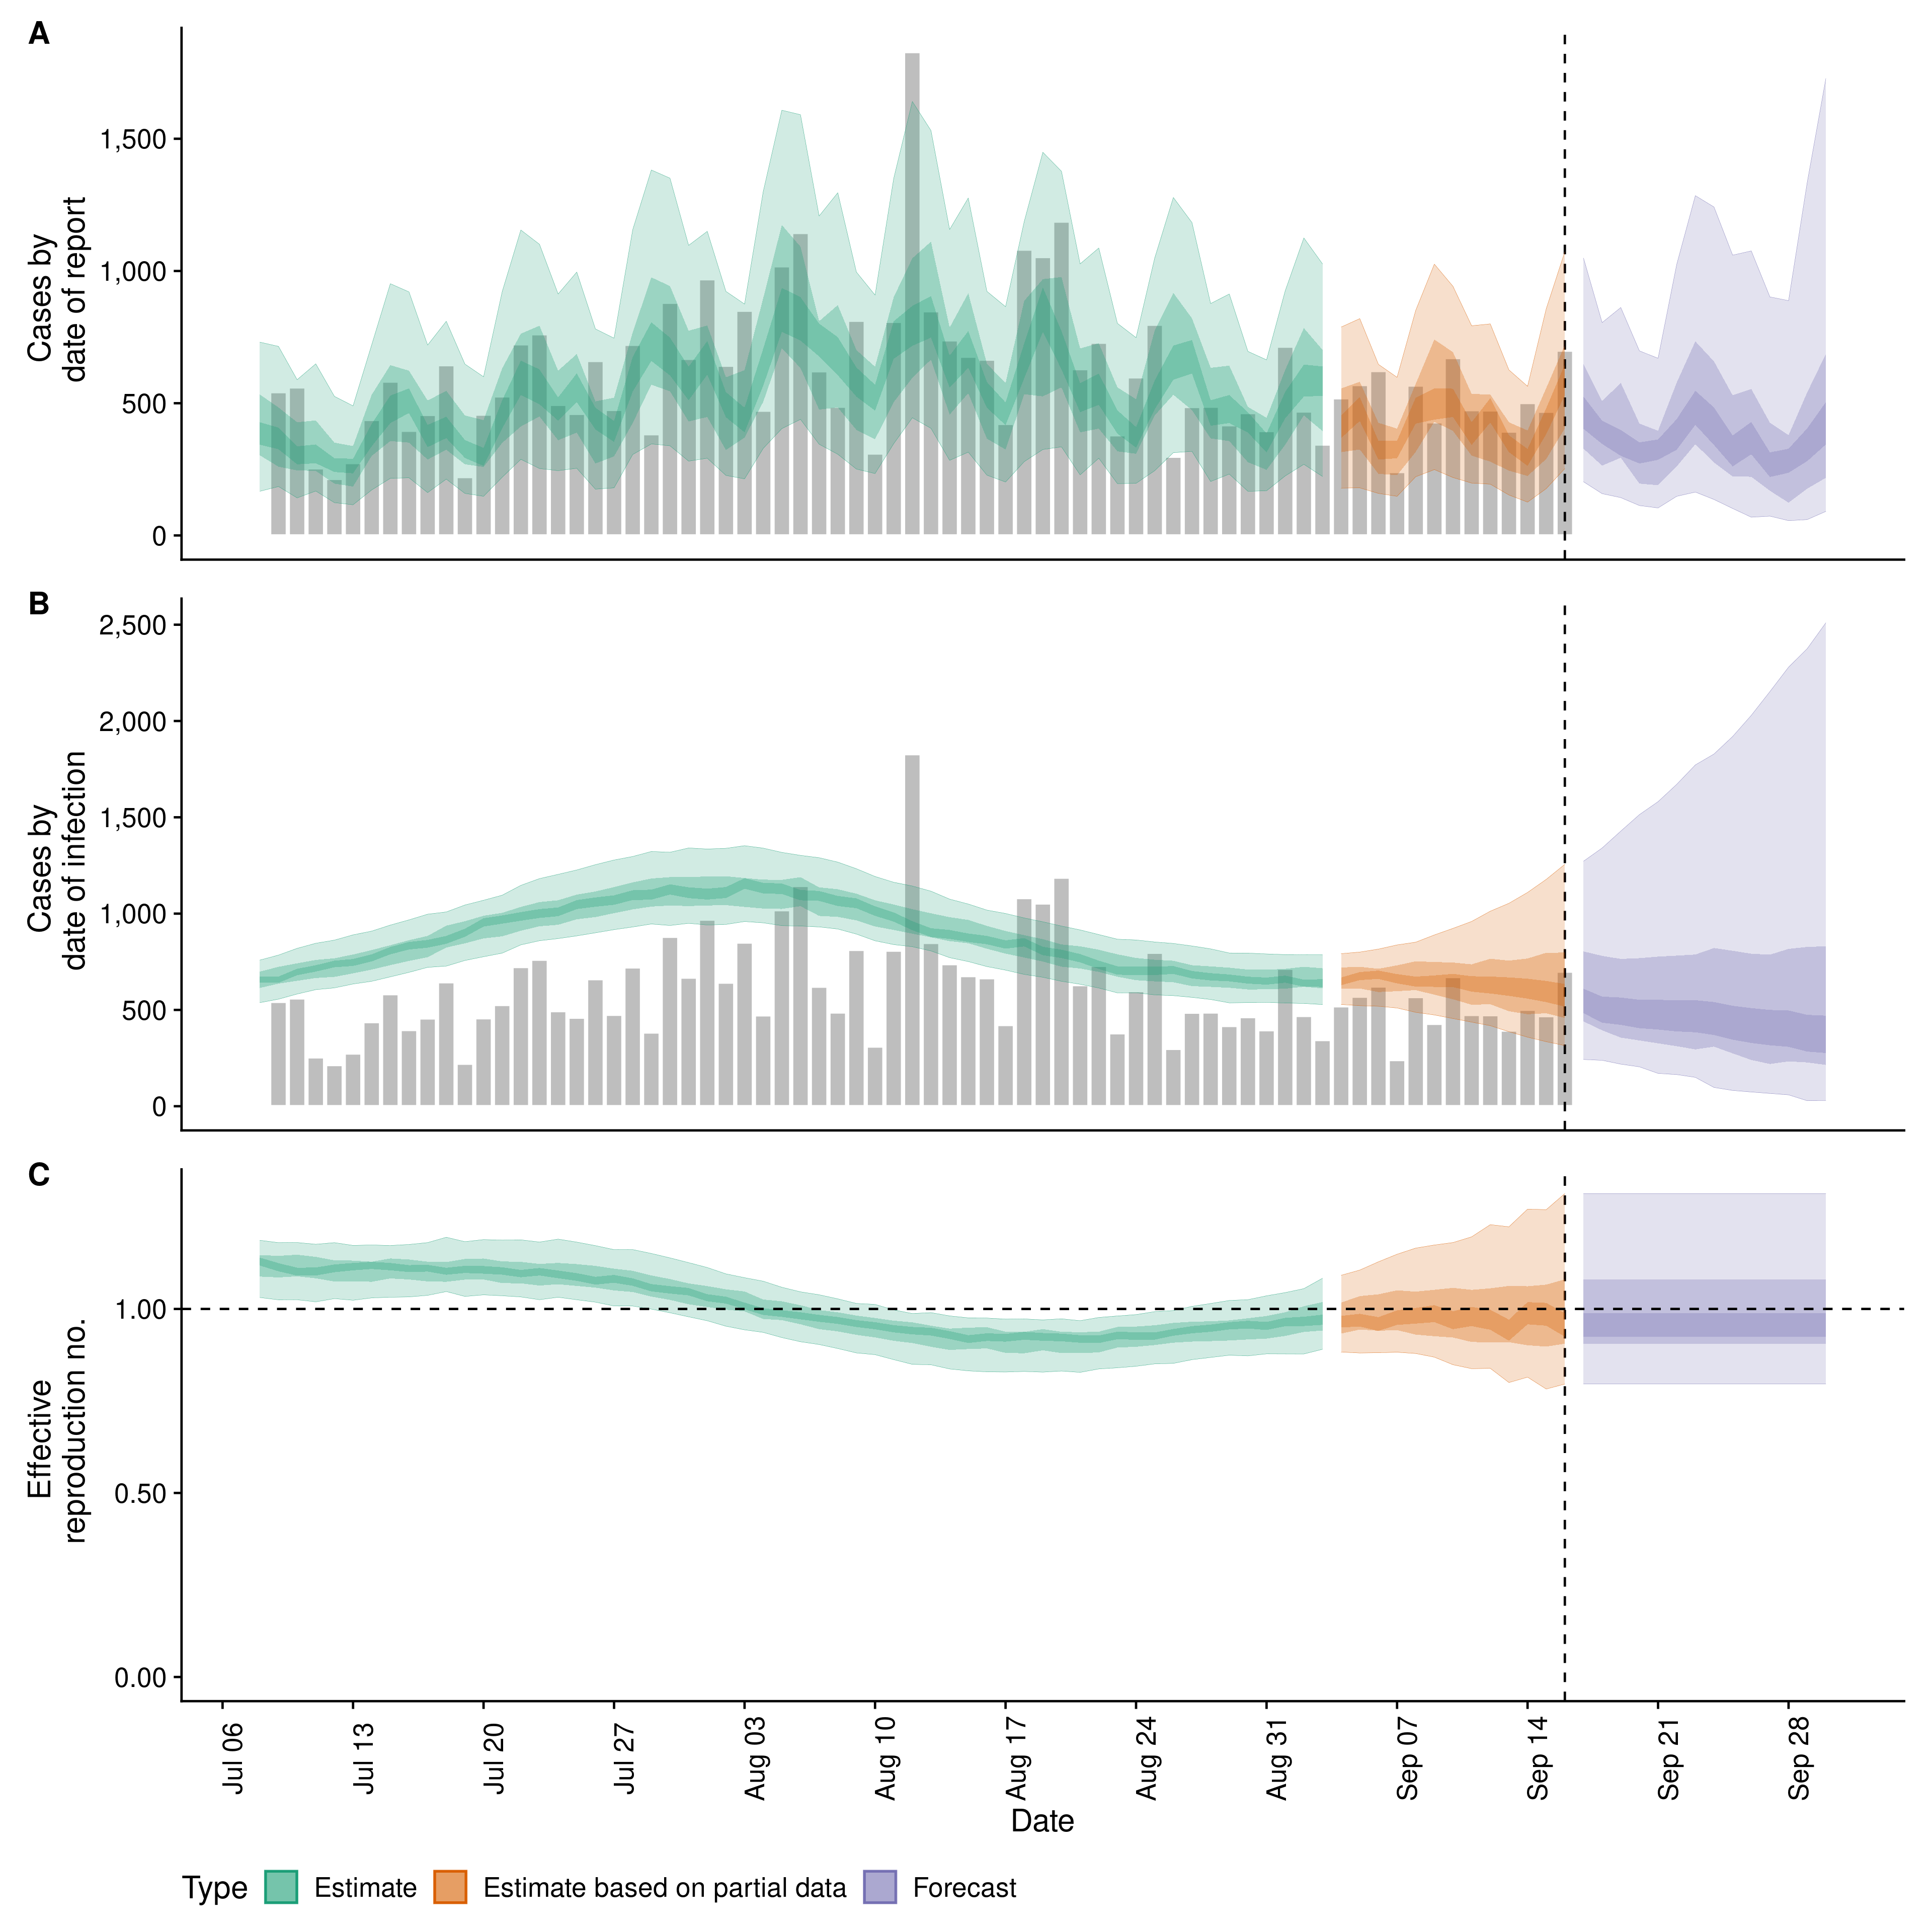 A
Cases by
date of report
1,500
1,000
500
0
B
Cases by
date of infection
2,500
2,000
1,500
1,000
500
0
C
Effective
reproduction no.
1.00
0.50
0.00
Jul 06
Jul 13
Jul 20
Jul 27
Aug 03
Aug 10
Aug 17
Aug 24
Aug 31
Sep 07
Sep 14
Sep 21
Sep 28
Date
Type Estimate Estimate based on partial data Forecast